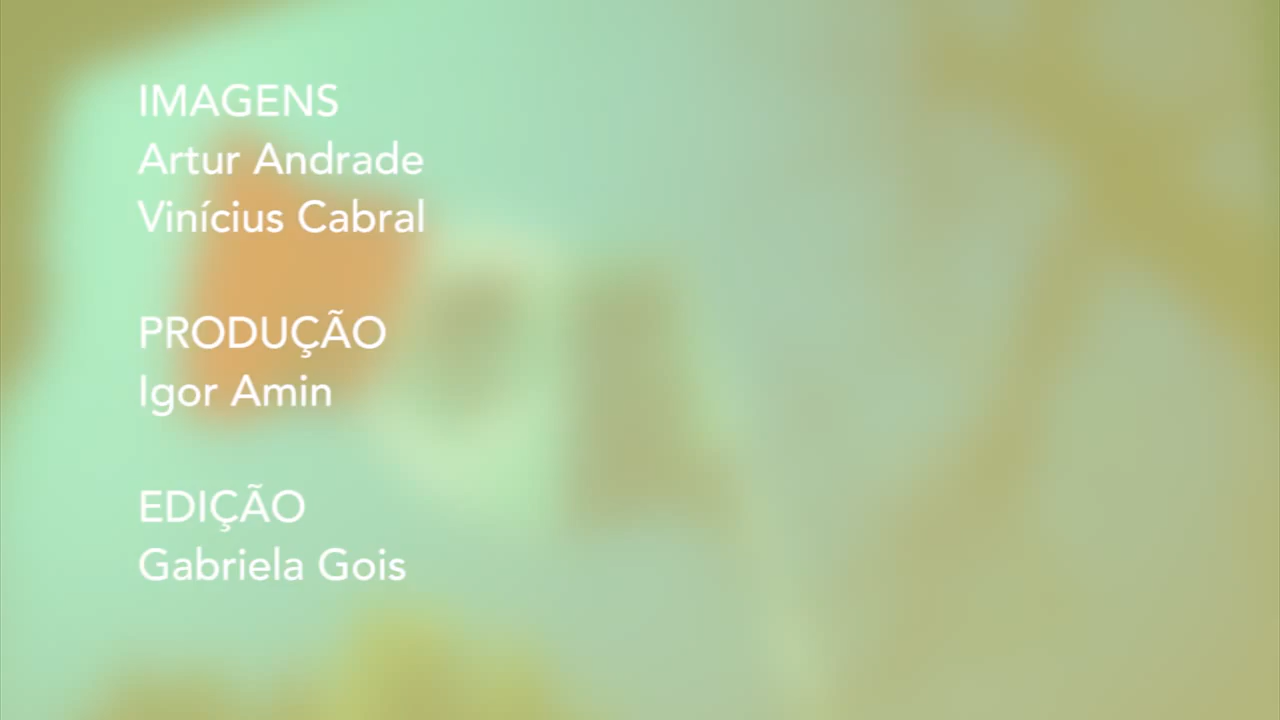 IMAGENS
Artur Andrade
Vinícius Cabral
PRODUÇÃO
Igor Amin
EDIÇÃO
Gabriela Gois